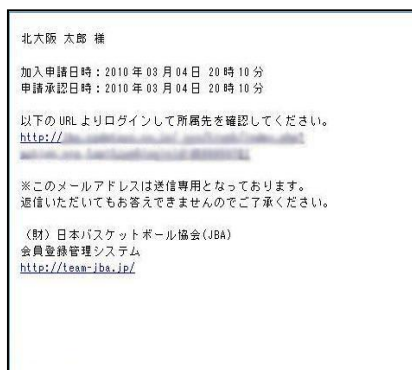 北大阪 太郎 様
加入申請日時：2010 年 03 月 04 日 20 時 10 分
申請承認日時：2010 年 03 月 04 日 20 時 10 分
以下の URL よりログインして所属先を確認してください。
http://
※このメールアドレスは送信専用となっております。
返信いただいてもお答えできませんのでご了承ください。
（財）日本バスケットボール協会(JBA)
会員登録管理システム
http://team-jba.jp/